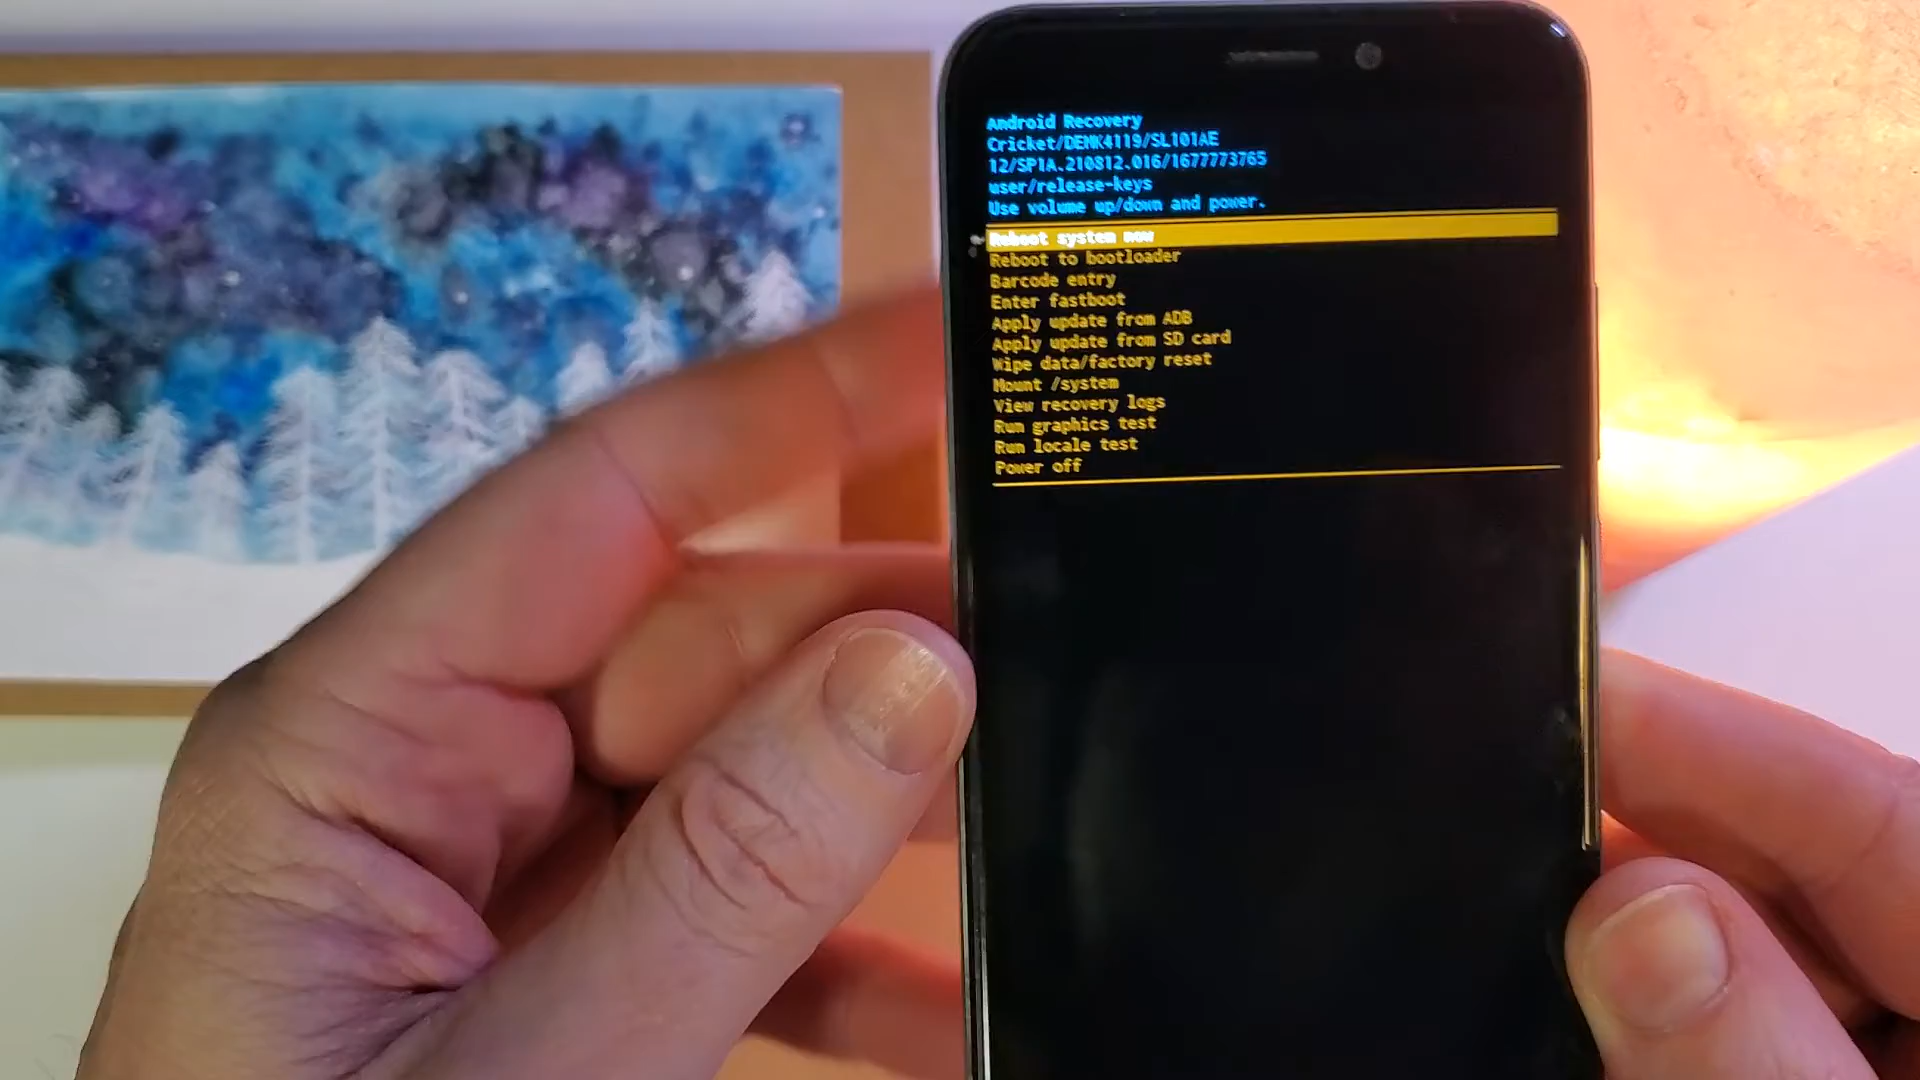 Android Recovery
Cricket/DEMK4119/SL101AE
12/SP1A.210812.016/1677773765
user/release-keys
Use volume up/down and power.
Reboot system now
Reboot to bootloader
Barcode entry
Enter fastboot
Apply update from ADB
Apply update from SD card
Wipe data/factory reset
Mount /system
View recovery logs
Run graphics test
Run locale test
Power off